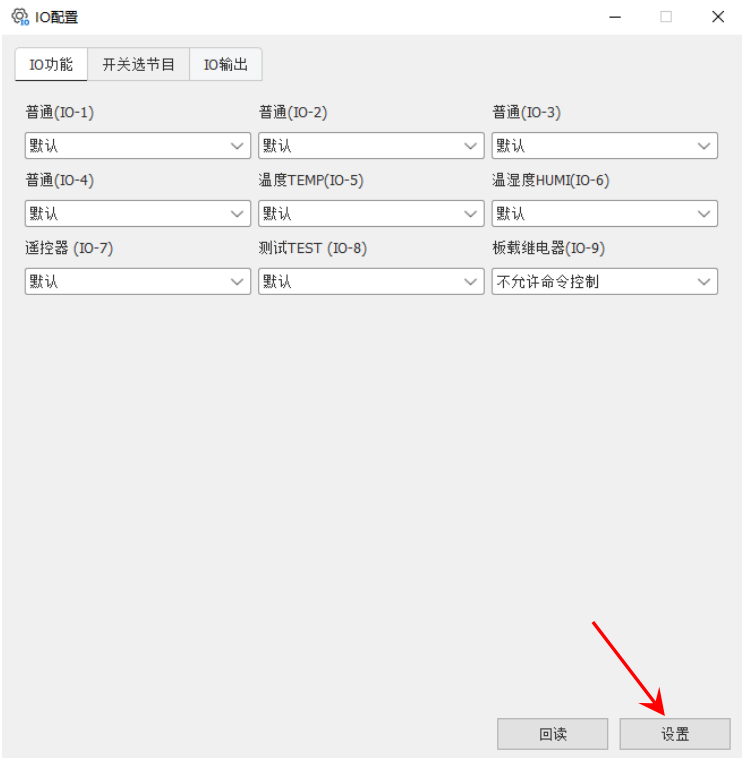 IO配置
IO功能 开关选节目 IO输出
普通(IO-1) 普通(IO-2) 普通(IO-3)
默认 默认 默认
普通(IO-4) 温度TEMP(IO-5) 温湿度HUMI(IO-6)
默认 默认 默认
遥控器 (IO-7) 测试TEST (IO-8) 板载继电器(IO-9)
默认 默认 不允许命令控制
回读 设置